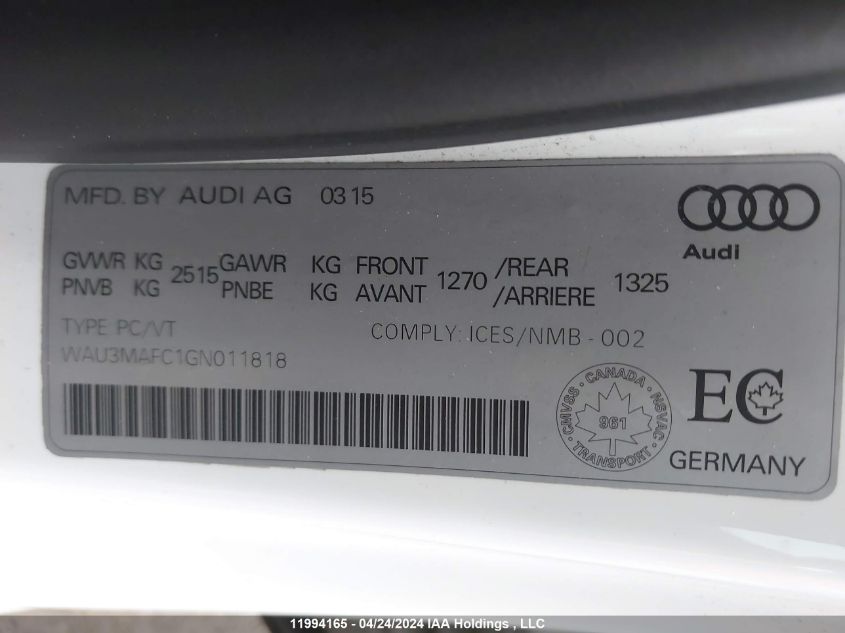 MFD. BY AUDI AG 0315
Audi
GVWR KG 2515 GAWR KG FRONT 1270 /REAR 1325
PNVB KG PNBE KG AVANT /ARRIERE
TYPE PC/VT COMPLY: ICES/NMB-002
WAU3MAFC1GN011818
CANADA
CMVSS 961 NSVAC
TRANSPORT
EC
GERMANY
11994165 - 04/24/2024 IAA Holdings , LLC